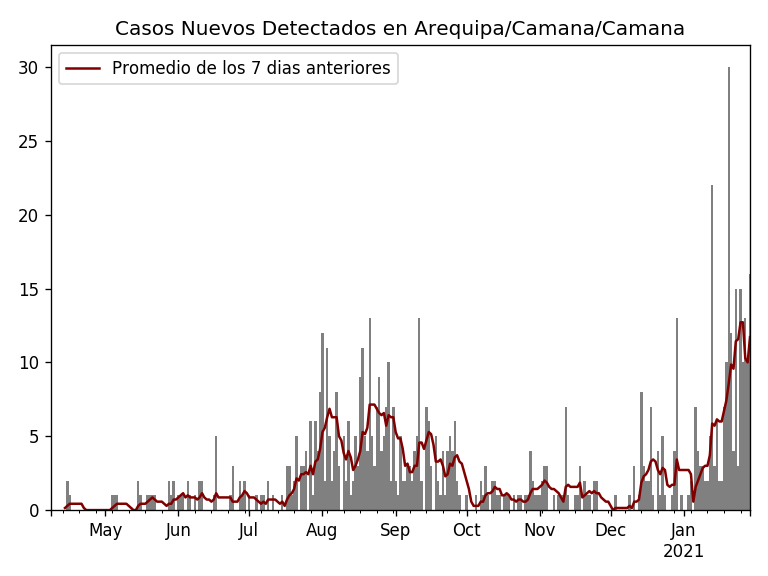 Casos Nuevos Detectados en Arequipa/Camana/Camana
Promedio de los 7 dias anteriores
30
25
20
15
10
5
0
May Jun Jul Aug Sep Oct Nov Dec Jan
2021